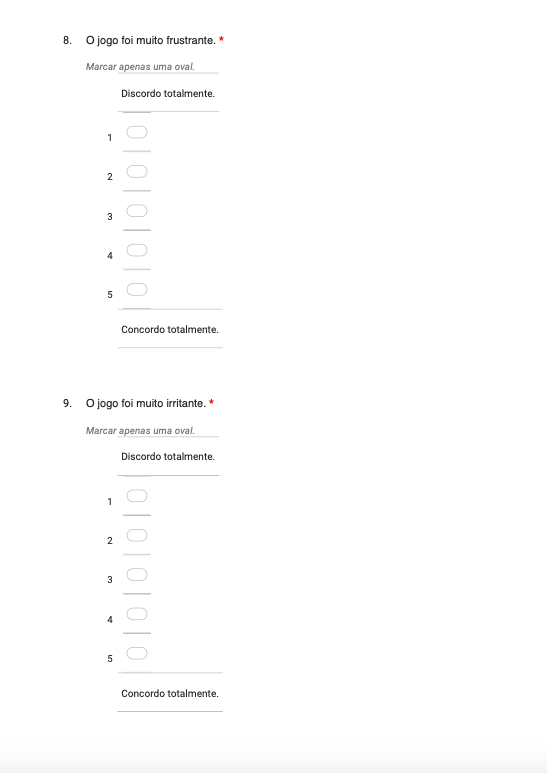 8. O jogo foi muito frustrante. *
Marcar apenas uma oval.
Discordo totalmente.
1
2
3
4
5
Concordo totalmente.
9. O jogo foi muito irritante. *
Marcar apenas uma oval.
Discordo totalmente.
1
2
3
4
5
Concordo totalmente.